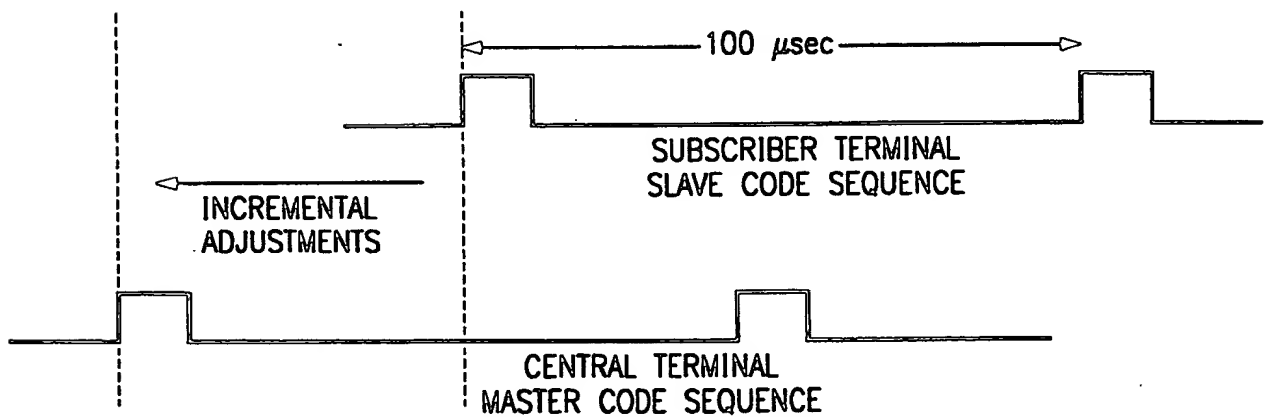 100 μsec
SUBSCRIBER TERMINAL
SLAVE CODE SEQUENCE
INCREMENTAL
ADJUSTMENTS
CENTRAL TERMINAL
MASTER CODE SEQUENCE